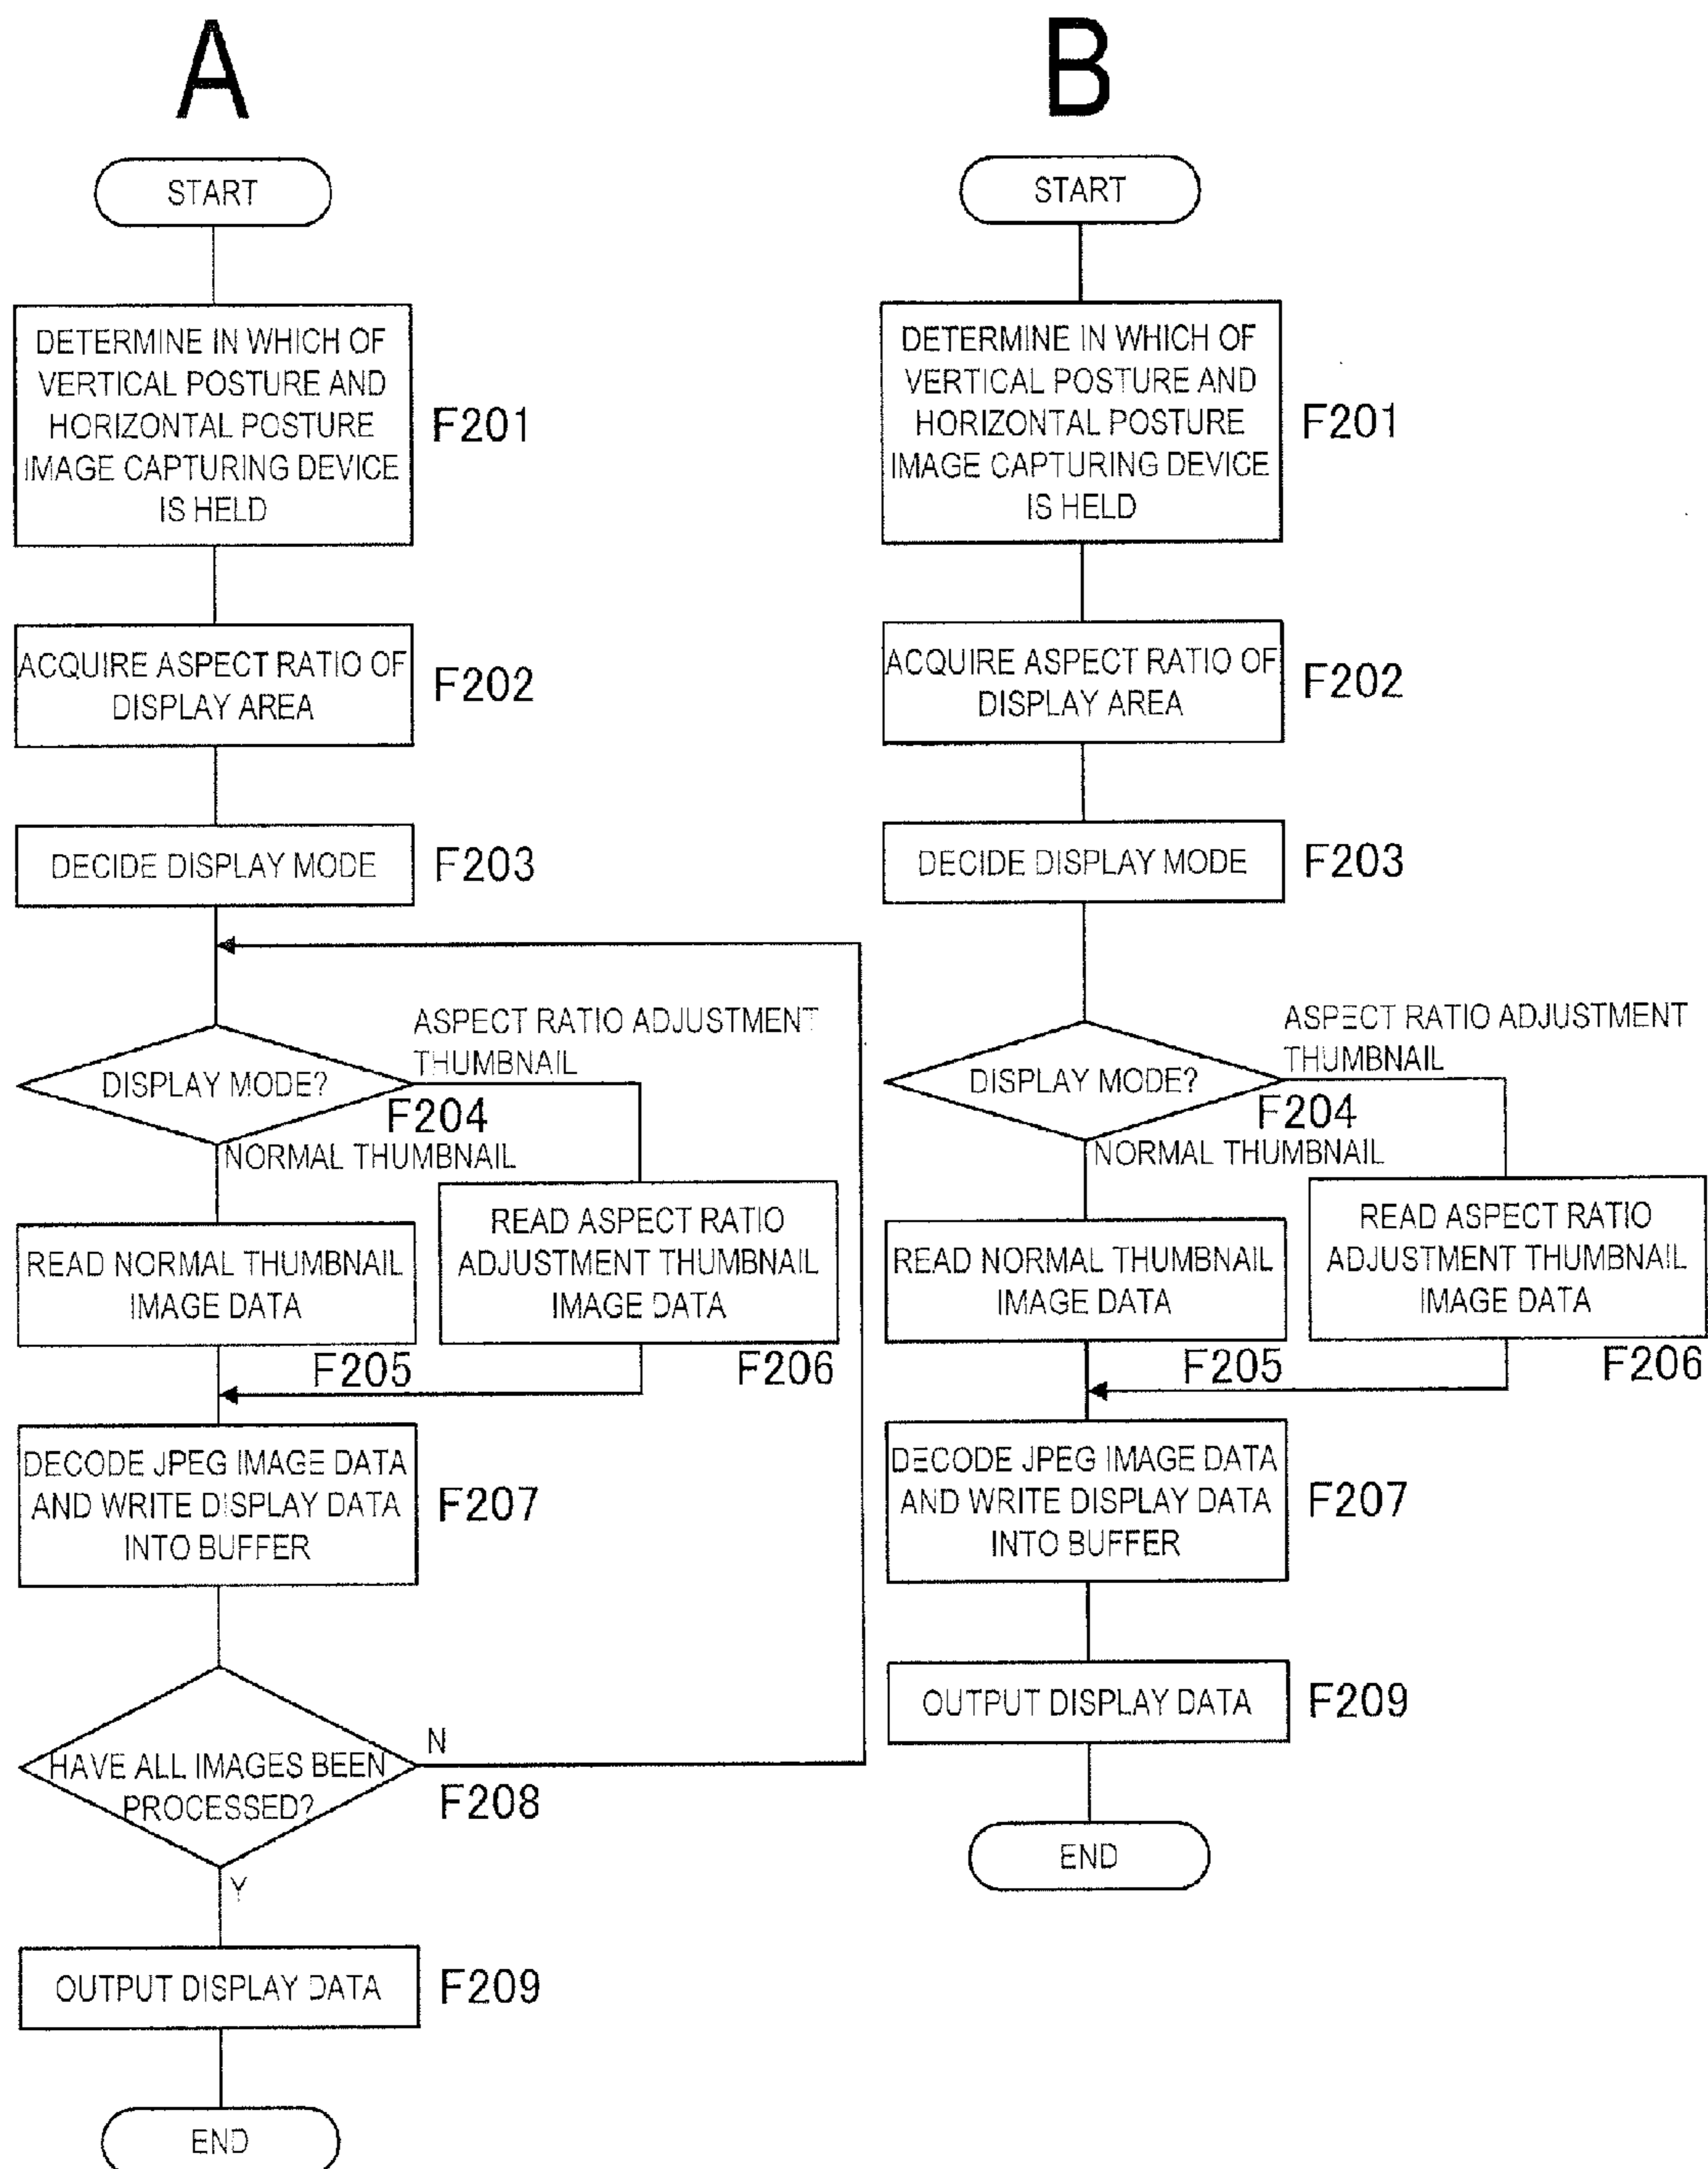 A
START
DETERMINE IN WHICH OF
VERTICAL POSTURE AND
HORIZONTAL POSTURE
IMAGE CAPTURING DEVICE
IS HELD
F201
ACQUIRE ASPECT RATIO OF
DISPLAY AREA
F202
DECIDE DISPLAY MODE
F203
DISPLAY MODE?
F204
ASPECT RATIO ADJUSTMENT
THUMBNAIL
NORMAL THUMBNAIL
READ NORMAL THUMBNAIL
IMAGE DATA
F205
READ ASPECT RATIO
ADJUSTMENT THUMBNAIL
IMAGE DATA
F206
DECODE JPEG IMAGE DATA
AND WRITE DISPLAY DATA
INTO BUFFER
F207
HAVE ALL IMAGES BEEN
PROCESSED?
N
F208
Y
OUTPUT DISPLAY DATA
F209
END
B
START
DETERMINE IN WHICH OF
VERTICAL POSTURE AND
HORIZONTAL POSTURE
IMAGE CAPTURING DEVICE
IS HELD
F201
ACQUIRE ASPECT RATIO OF
DISPLAY AREA
F202
DECIDE DISPLAY MODE
F203
DISPLAY MODE?
F204
ASPECT RATIO ADJUSTMENT
THUMBNAIL
NORMAL THUMBNAIL
READ NORMAL THUMBNAIL
IMAGE DATA
F205
READ ASPECT RATIO
ADJUSTMENT THUMBNAIL
IMAGE DATA
F206
DECODE JPEG IMAGE DATA
AND WRITE DISPLAY DATA
INTO BUFFER
F207
OUTPUT DISPLAY DATA
F209
END